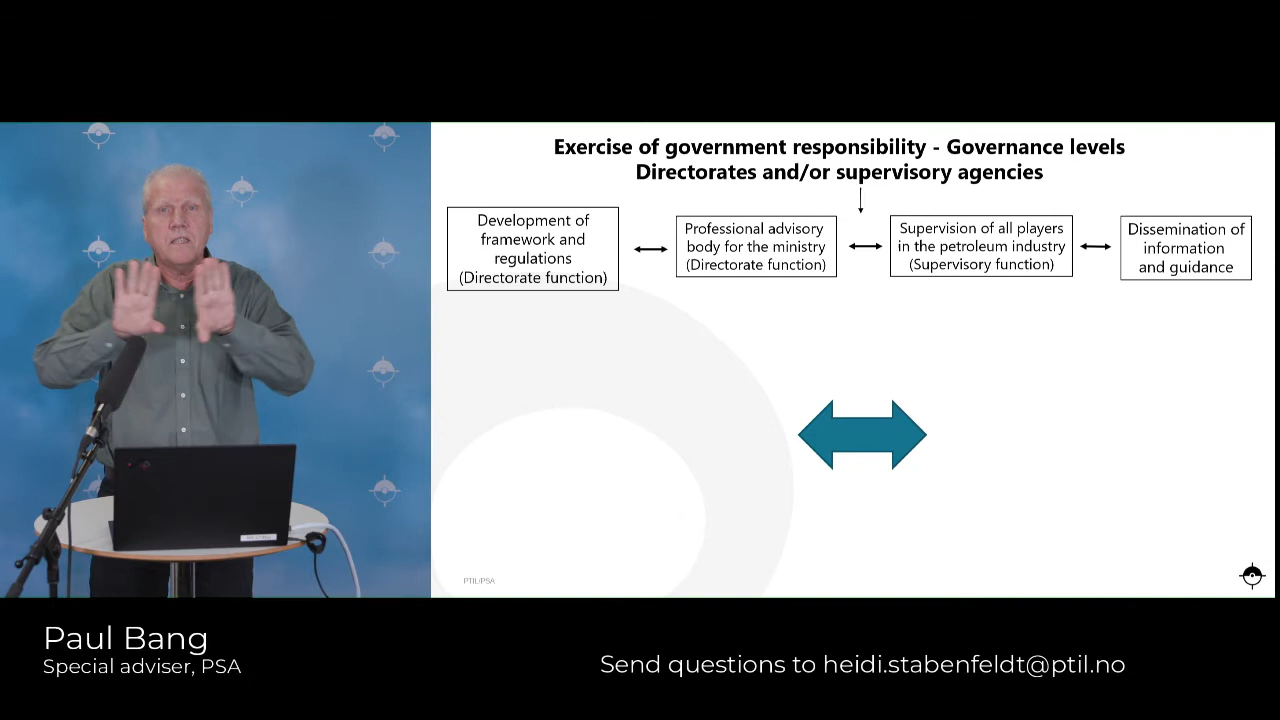 Exercise of government responsibility - Governance levels
Directorates and/or supervisory agencies
Development of
framework and
regulations
(Directorate function)
Professional advisory
body for the ministry
(Directorate function)
Supervision of all players
in the petroleum industry
(Supervisory function)
Dissemination of
information
and guidance
PTIL/PSA
Paul Bang
Special adviser, PSA
Send questions to heidi.stabenfeldt@ptil.no